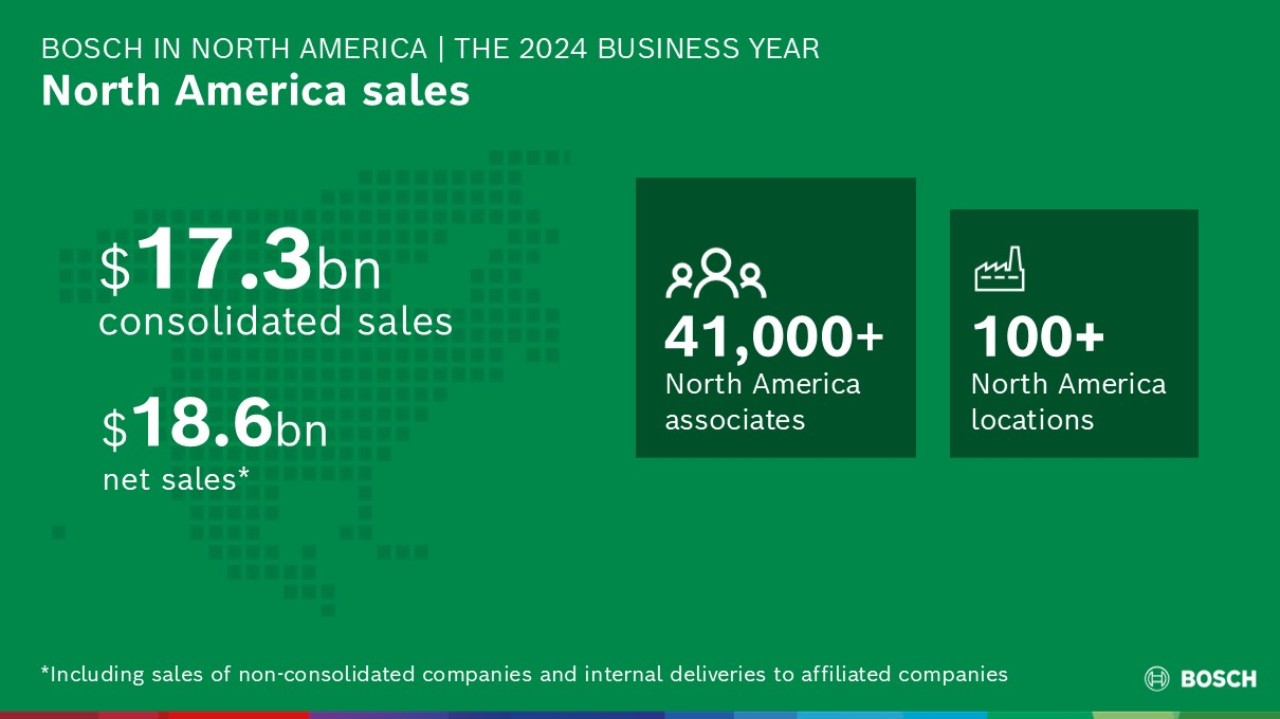 BOSCH IN NORTH AMERICA | THE 2024 BUSINESS YEAR
North America sales
$17.3bn
consolidated sales
$18.6bn
net sales*
41,000+
North America
associates
100+
North America
locations
*Including sales of non-consolidated companies and internal deliveries to affiliated companies
BOSCH